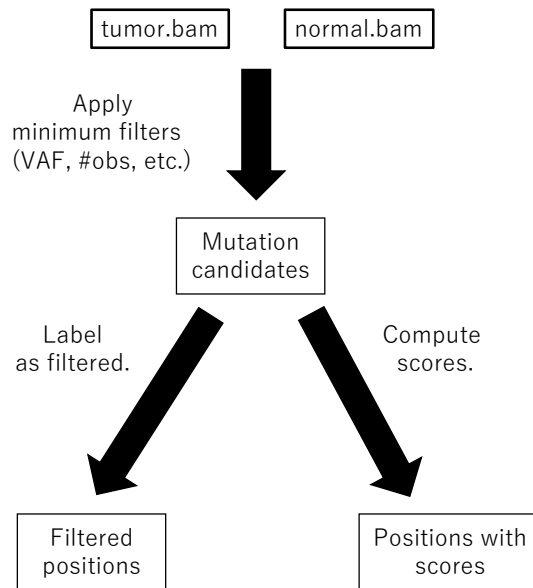 tumor.bam
normal.bam
Apply
minimum filters
(VAF, #obs, etc.)
Mutation
candidates
Label
as filtered.
Compute
scores.
Filtered
positions
Positions with
scores